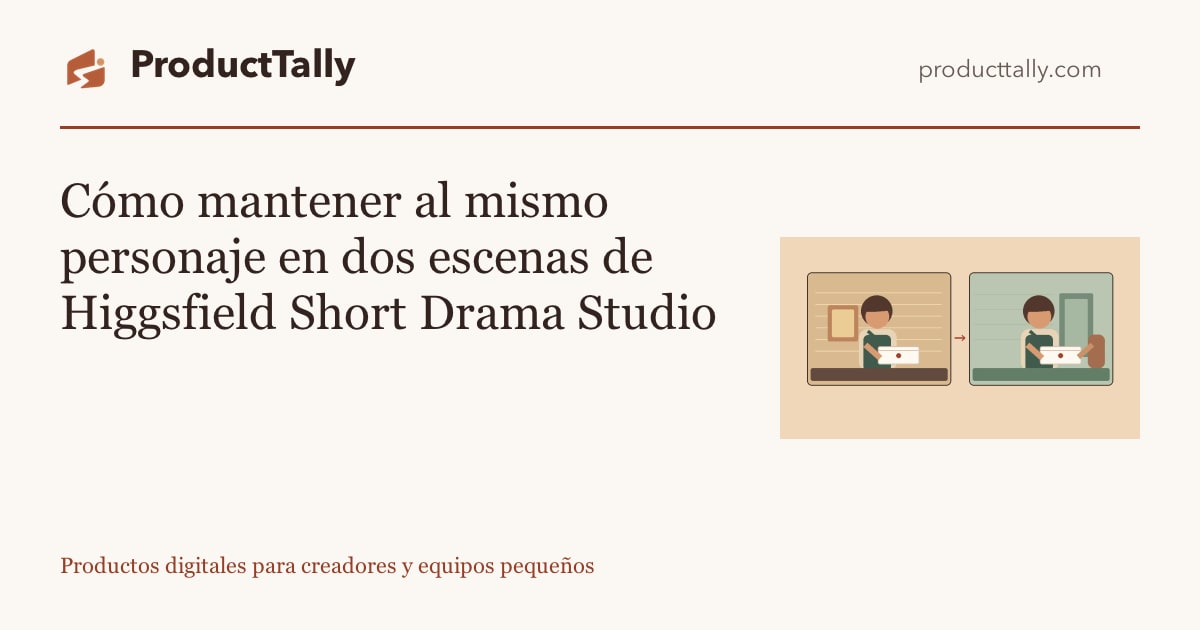 ProductTally
producttally.com
Cómo mantener al mismo
personaje en dos escenas de
Higgsfield Short Drama Studio
Productos digitales para creadores y equipos pequeños